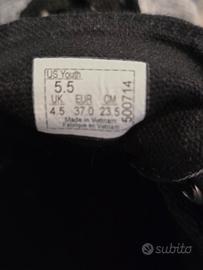 US Youth
5.5
UK EUR CM
4.5 37.0 23.5
Made in Vietnam
Fabriqué en Vietnam
500714
subito